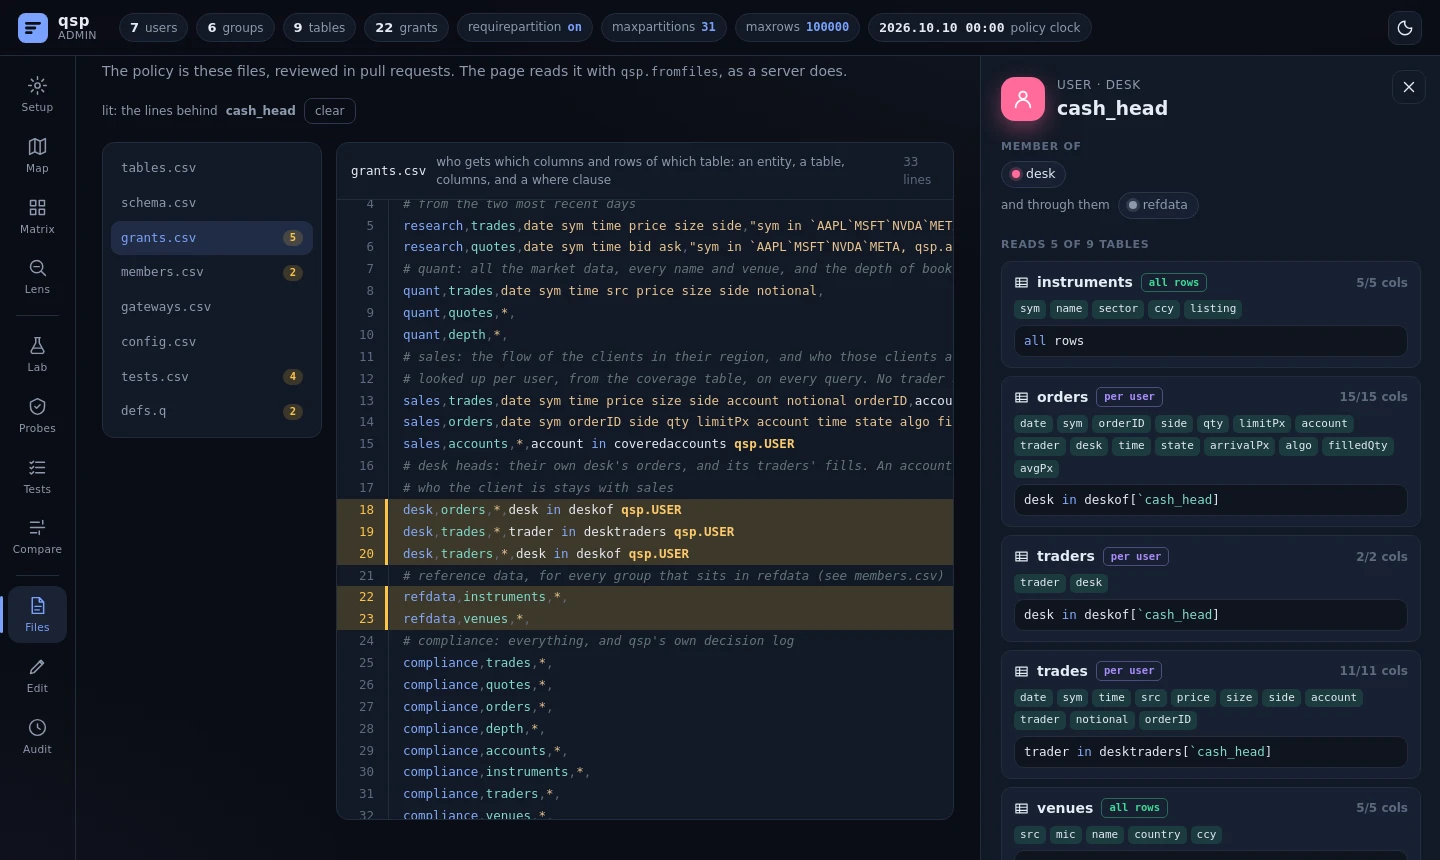 qsp
ADMIN
7 users
6 groups
9 tables
22 grants
requirepartition on
maxpartitions 31
maxrows 100000
2026.10.10 00:00 policy clock
Setup
Map
Matrix
Lens
Lab
Probes
Tests
Compare
Files
Edit
Audit
The policy is these files, reviewed in pull requests. The page reads it with qsp.fromfiles, as a server does.
lit: the lines behind cash_head clear
tables.csv
schema.csv
grants.csv 5
members.csv 2
gateways.csv
config.csv
tests.csv 4
defs.q 2
grants.csv
who gets which columns and rows of which table: an entity, a table,
columns, and a where clause
33
lines
4 # from the two most recent days
5 research,trades,date sym time price size side,"sym in `AAPL`MSFT`NVDA`MET
6 research,quotes,date sym time bid ask,"sym in `AAPL`MSFT`NVDA`META, qsp.a
7 # quant: all the market data, every name and venue, and the depth of book
8 quant,trades,date sym time src price size side notional,
9 quant,quotes,*,
10 quant,depth,*,
11 # sales: the flow of the clients in their region, and who those clients a
12 # looked up per user, from the coverage table, on every query. No trader
13 sales,trades,date sym time price size side account notional orderID,accou
14 sales,orders,date sym orderID side qty limitPx account time state algo fi
15 sales,accounts,*,account in coveredaccounts qsp.USER
16 # desk heads: their own desk's orders, and its traders' fills. An account
17 # who the client is stays with sales
18 desk,orders,*,desk in deskof qsp.USER
19 desk,trades,*,trader in desktraders qsp.USER
20 desk,traders,*,desk in deskof qsp.USER
21 # reference data, for every group that sits in refdata (see members.csv)
22 refdata,instruments,*,
23 refdata,venues,*,
24 # compliance: everything, and qsp's own decision log
25 compliance,trades,*,
26 compliance,quotes,*,
27 compliance,orders,*,
28 compliance,depth,*,
29 compliance,accounts,*,
30 compliance,instruments,*,
31 compliance,traders,*,
32 compliance,venues,*,
USER · DESK
cash_head
MEMBER OF
desk
and through them refdata
READS 5 OF 9 TABLES
instruments all rows 5/5 cols
sym name sector ccy listing
all rows
orders per user 15/15 cols
date sym orderID side qty limitPx account
trader desk time state arrivalPx algo filledQty
avgPx
desk in deskof[`cash_head]
traders per user 2/2 cols
trader desk
desk in deskof[`cash_head]
trades per user 11/11 cols
date sym time src price size side account
trader notional orderID
trader in desktraders[`cash_head]
venues all rows 5/5 cols
src mic name country ccy